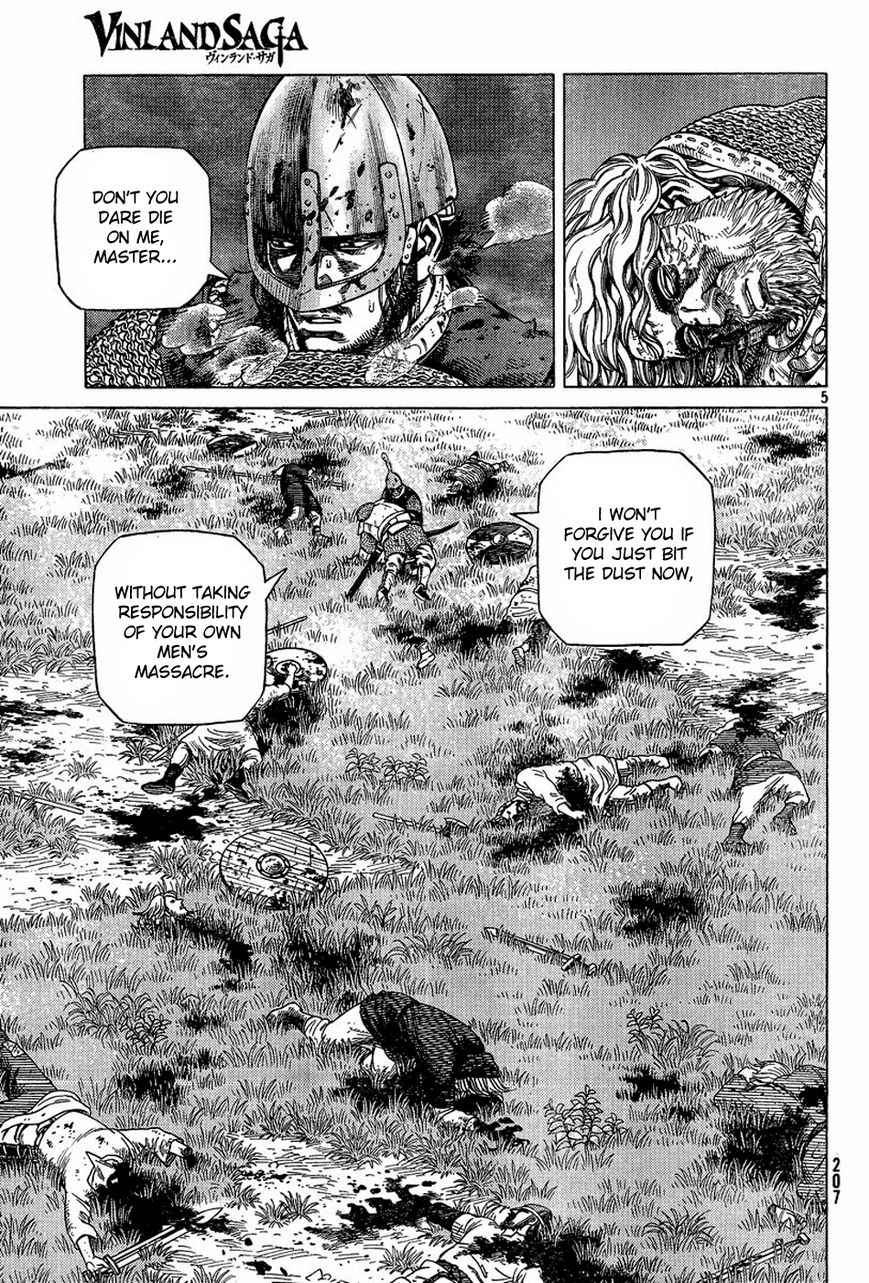 VINLAND SAGA
ヴィンランド・サガ
DON'T YOU
DARE DIE
ON ME,
MASTER...
5
I WON'T
FORGIVE YOU IF
YOU JUST BIT
THE DUST NOW,
WITHOUT TAKING
RESPONSIBILITY
OF YOUR OWN
MEN'S
MASSACRE.
207